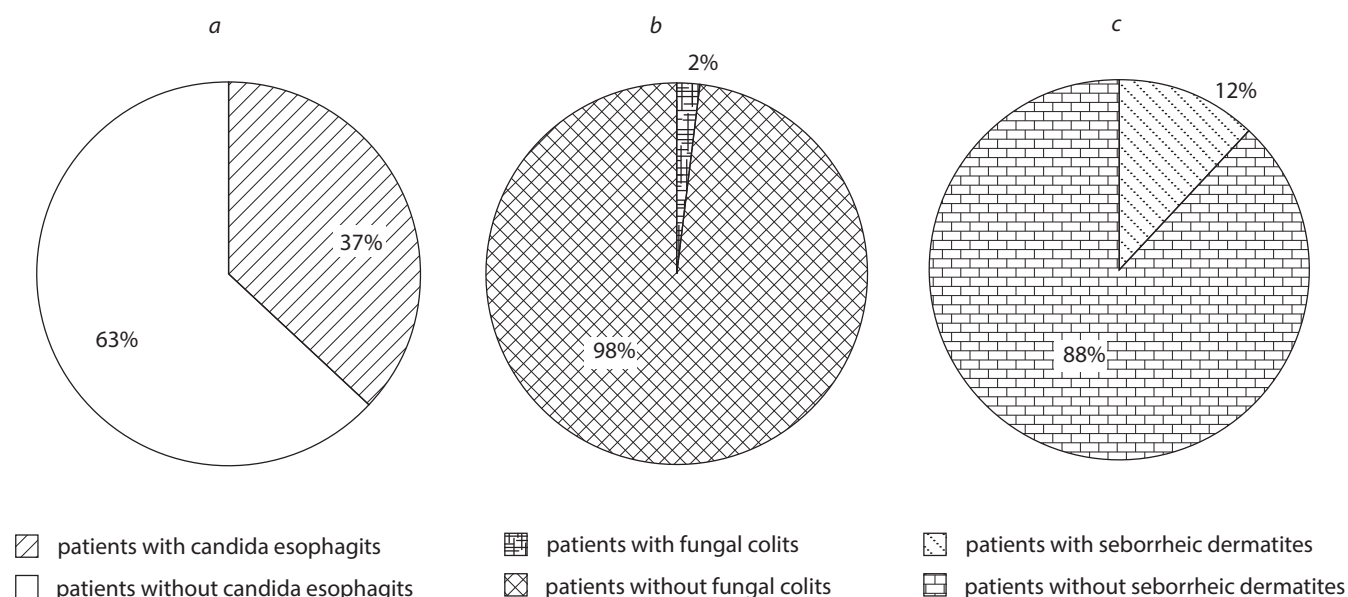 a b c
2%
12%
37%
63%
98%
88%
patients with candida esophagits
patients without candida esophagits
patients with fungal colits
patients without fungal colits
patients with seborrheic dermatites
patients without seborrheic dermatites